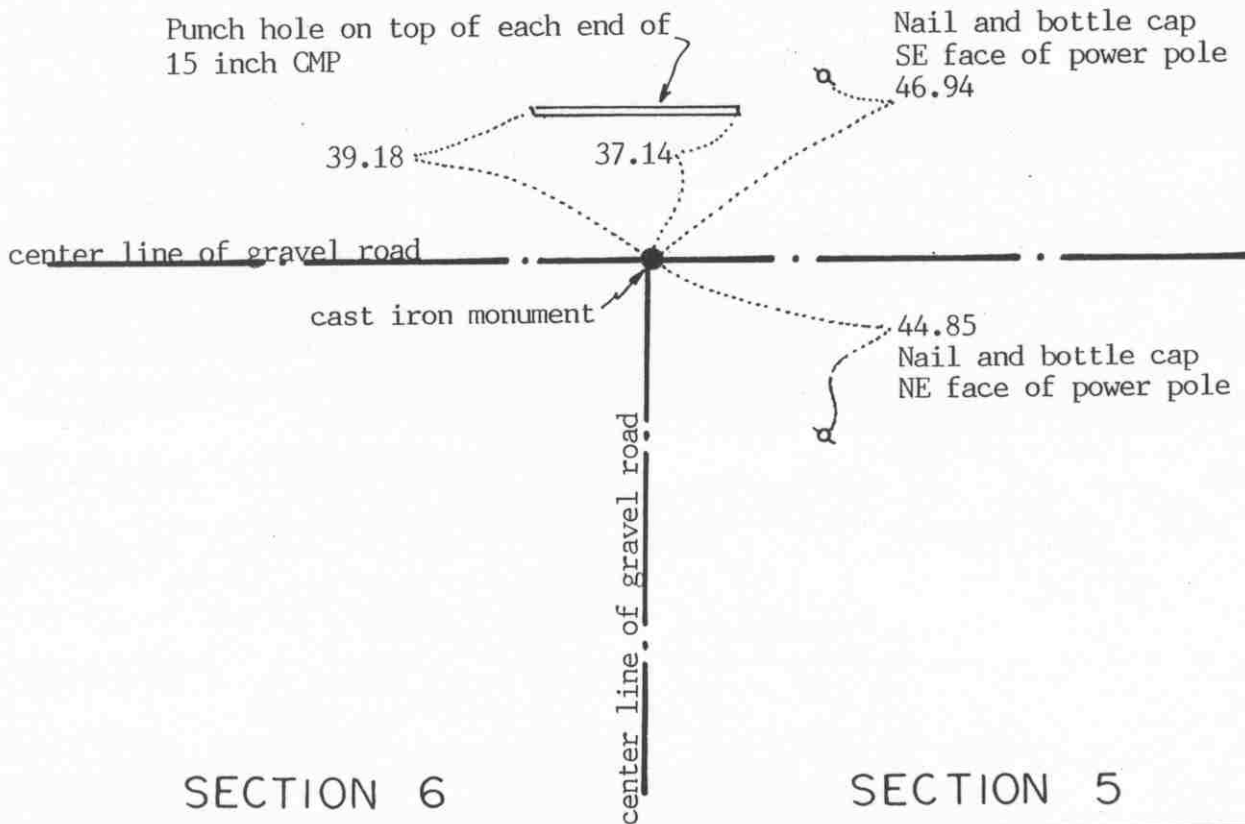 Punch hole on top of each end of
15 inch CMP
Nail and bottle cap
SE face of power pole
46.94
39.18
37.14
center line of gravel road
cast iron monument
44.85
Nail and bottle cap
NE face of power pole
center line of gravel road
SECTION 6
SECTION 5